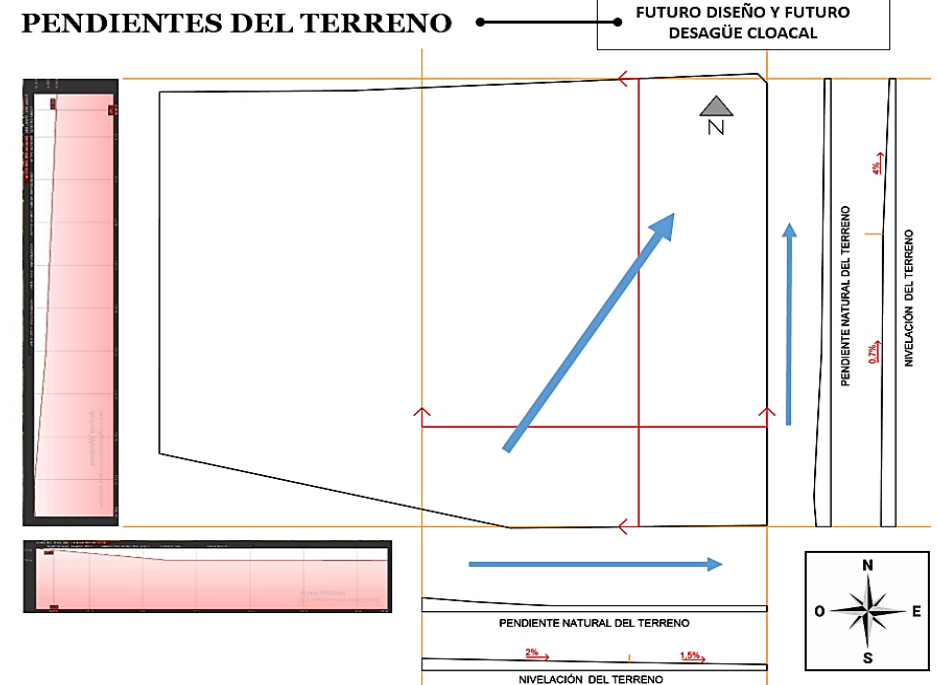 PENDIENTES DEL TERRENO
FUTURO DISEÑO Y FUTURO
DESAGÜE CLOACAL
N
4%
0.7%
PENDIENTE NATURAL DEL TERRENO
NIVELACIÓN DEL TERRENO
PENDIENTE NATURAL DEL TERRENO
2%
1.5%
NIVELACIÓN DEL TERRENO
N
O
E
S